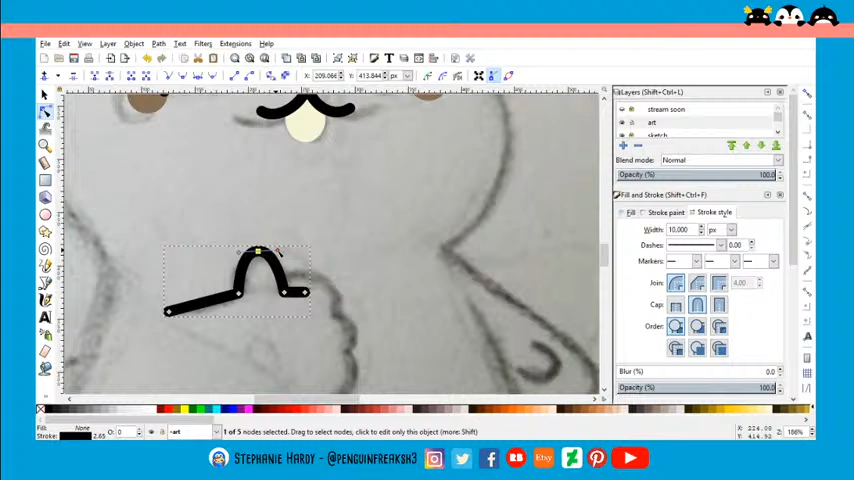 File Edit View Layer Object Path Text Filters Extensions Help
X: 209.066 Y: 413.844 px
Layers (Shift+Ctrl+L)
stream soon
art
sketch
Blend mode: Normal
Opacity (%) 100.0
Fill and Stroke (Shift+Ctrl+F)
Fill Stroke paint Stroke style
Width: 10.000 px
Dashes: 0.00
Markers:
Join: 4.00
Cap:
Order:
Blur (%) 0.0
Opacity (%) 100.0
Fill: None
Stroke: 2.65 O: 0 art 1 of 5 nodes selected. Drag to select nodes, click to edit only this object (more: Shift)
X: 224.08
Y: 414.92
Z: 186%
Stephanie Hardy - @penguinfreaksh3
Etsy